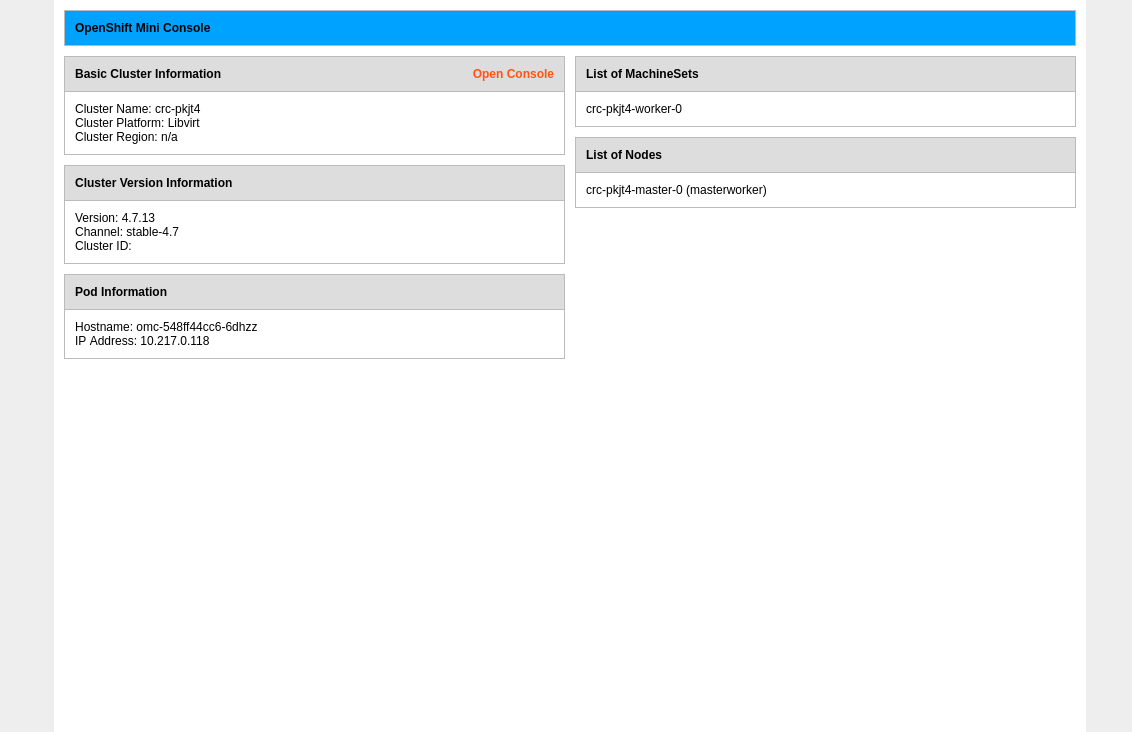 OpenShift Mini Console
Basic Cluster Information
Open Console
Cluster Name: crc-pkjt4
Cluster Platform: Libvirt
Cluster Region: n/a
Cluster Version Information
Version: 4.7.13
Channel: stable-4.7
Cluster ID:
Pod Information
Hostname: omc-548ff44cc6-6dhzz
IP Address: 10.217.0.118
List of MachineSets
crc-pkjt4-worker-0
List of Nodes
crc-pkjt4-master-0 (masterworker)